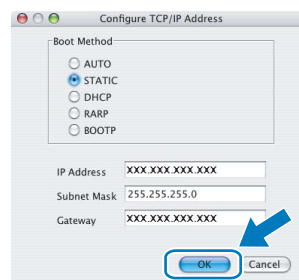 Configure TCP/IP Address
Boot Method
AUTO
STATIC
DHCP
RARP
BOOTP
IP Address XXX.XXX.XXX.XXX
Subnet Mask 255.255.255.0
Gateway XXX.XXX.XXX.XXX
OK Cancel